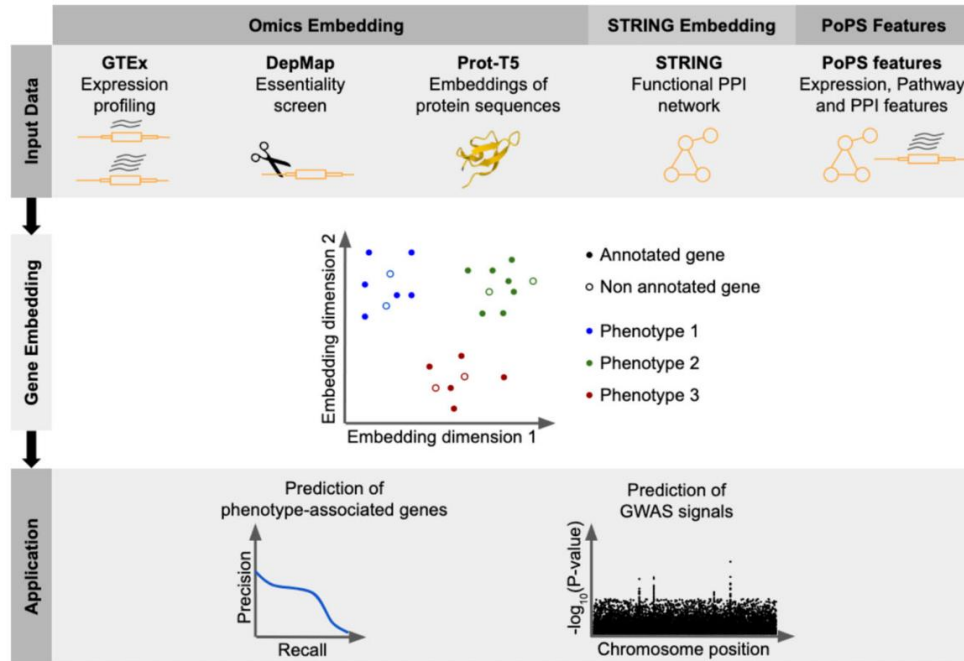 Omics Embedding
STRING Embedding
PoPS Features
Input Data
GTEx
Expression
profiling
DepMap
Essentiality
screen
Prot-T5
Embeddings of
protein sequences
STRING
Functional PPI
network
PoPS features
Expression, Pathway
and PPI features
Gene Embedding
Embedding dimension 2
Embedding dimension 1
Annotated gene
Non annotated gene
Phenotype 1
Phenotype 2
Phenotype 3
Application
Prediction of
phenotype-associated genes
Precision
Recall
Prediction of
GWAS signals
-log10(P-value)
Chromosome position